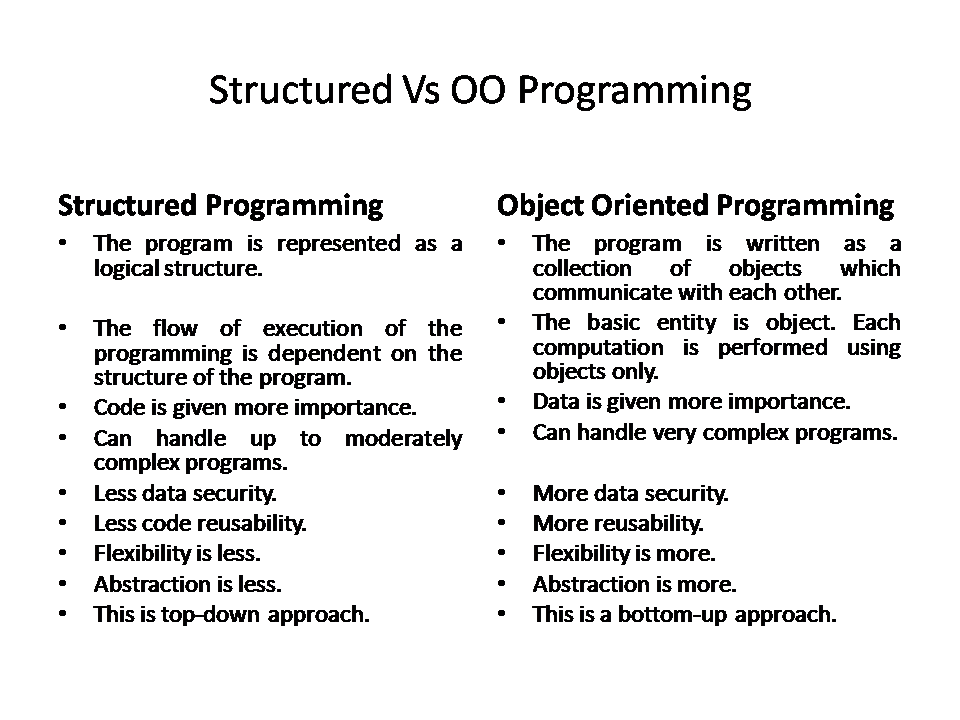 Structured Vs OO Programming
Structured Programming
• The program is represented as a
logical structure.
• The flow of execution of the
programming is dependent on the
structure of the program.
• Code is given more importance.
• Can handle up to moderately
complex programs.
• Less data security.
• Less code reusability.
• Flexibility is less.
• Abstraction is less.
• This is top-down approach.
Object Oriented Programming
• The program is written as a
collection of objects which
communicate with each other.
• The basic entity is object. Each
computation is performed using
objects only.
• Data is given more importance.
• Can handle very complex programs.
• More data security.
• More reusability.
• Flexibility is more.
• Abstraction is more.
• This is a bottom-up approach.